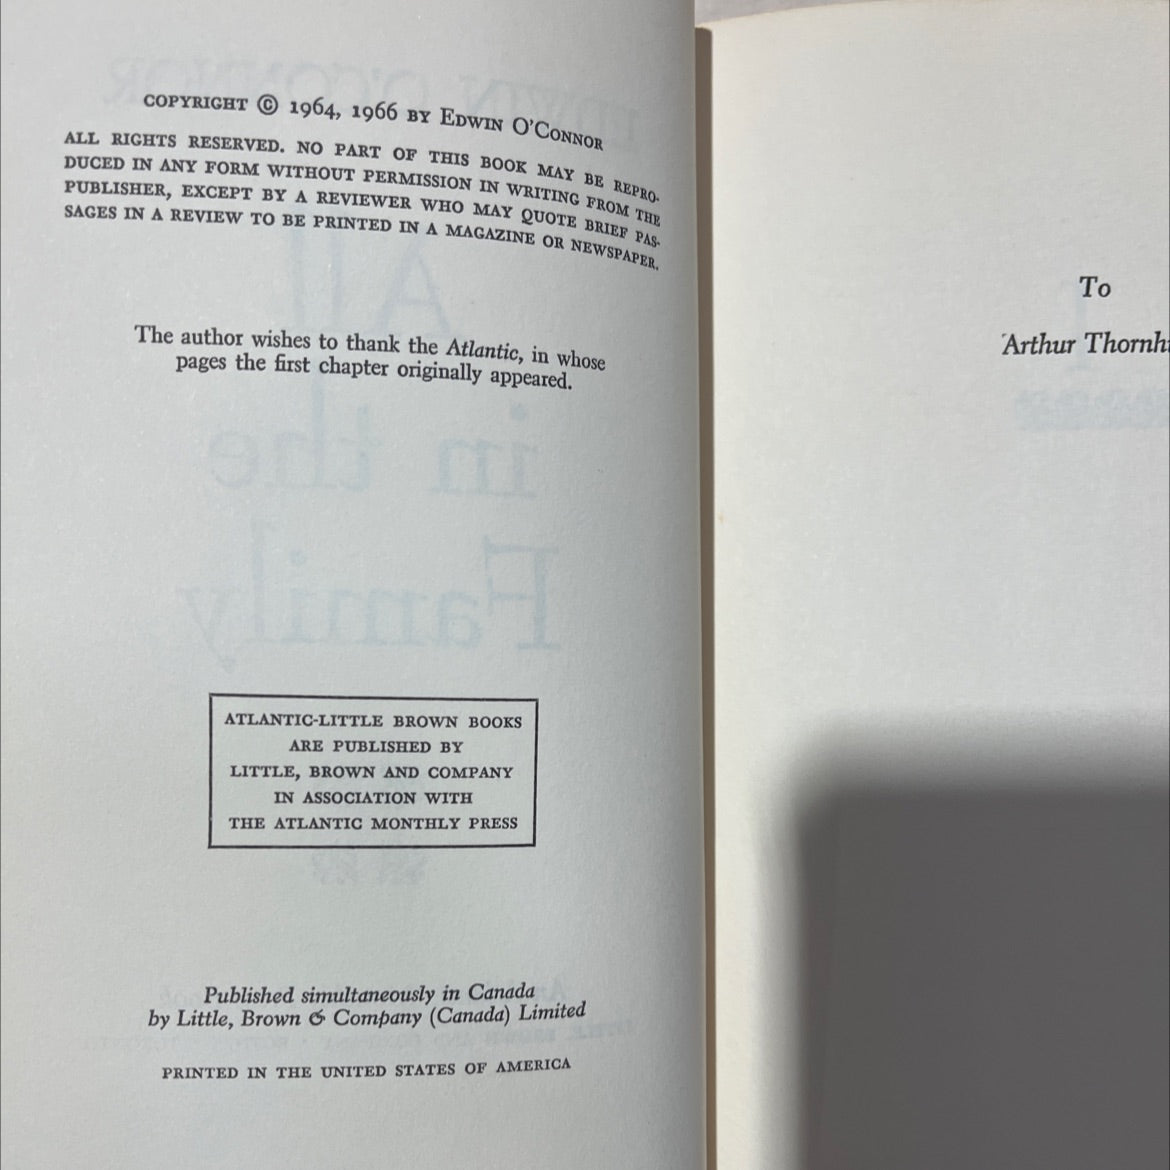 COPYRIGHT © 1964, 1966 BY EDWIN O'CONNOR
ALL RIGHTS RESERVED. NO PART OF THIS BOOK MAY BE REPRO-
DUCED IN ANY FORM WITHOUT PERMISSION IN WRITING FROM THE
PUBLISHER, EXCEPT BY A REVIEWER WHO MAY QUOTE BRIEF PAS-
SAGES IN A REVIEW TO BE PRINTED IN A MAGAZINE OR NEWSPAPER.
The author wishes to thank the Atlantic, in whose
pages the first chapter originally appeared.
All
in the
Family
ATLANTIC-LITTLE BROWN BOOKS
ARE PUBLISHED BY
LITTLE, BROWN AND COMPANY
IN ASSOCIATION WITH
THE ATLANTIC MONTHLY PRESS
Published simultaneously in Canada
by Little, Brown & Company (Canada) Limited
PRINTED IN THE UNITED STATES OF AMERICA
To
Arthur